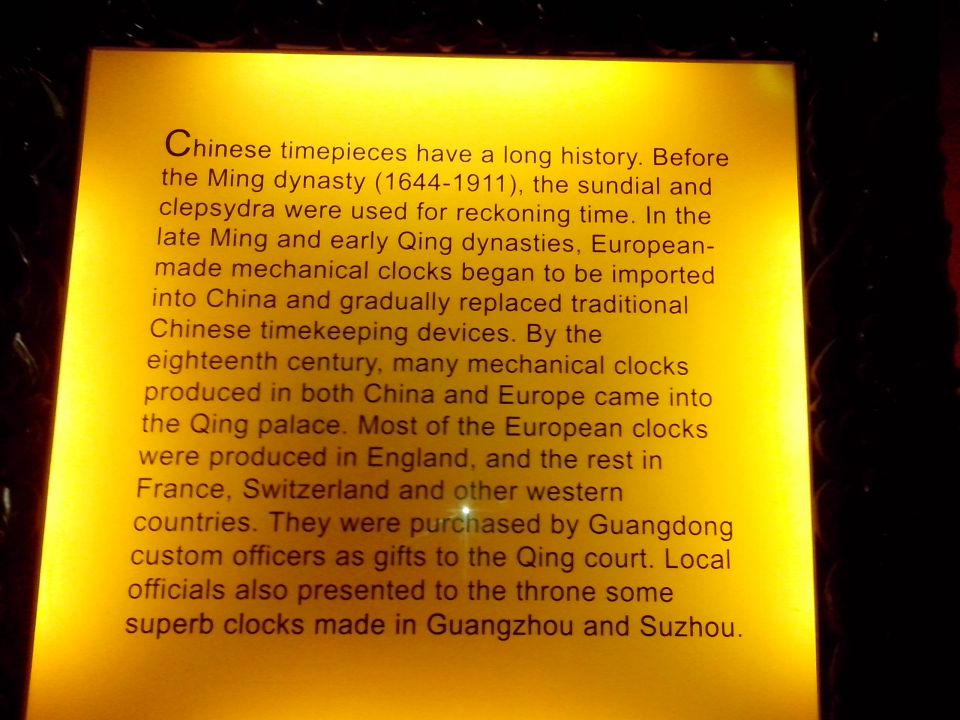 Chinese timepieces have a long history. Before
the Ming dynasty (1644-1911), the sundial and
clepsydra were used for reckoning time. In the
late Ming and early Qing dynasties, European-
made mechanical clocks began to be imported
into China and gradually replaced traditional
Chinese timekeeping devices. By the
eighteenth century, many mechanical clocks
produced in both China and Europe came into
the Qing palace. Most of the European clocks
were produced in England, and the rest in
France, Switzerland and other western
countries. They were purchased by Guangdong
custom officers as gifts to the Qing court. Local
officials also presented to the throne some
superb clocks made in Guangzhou and Suzhou.